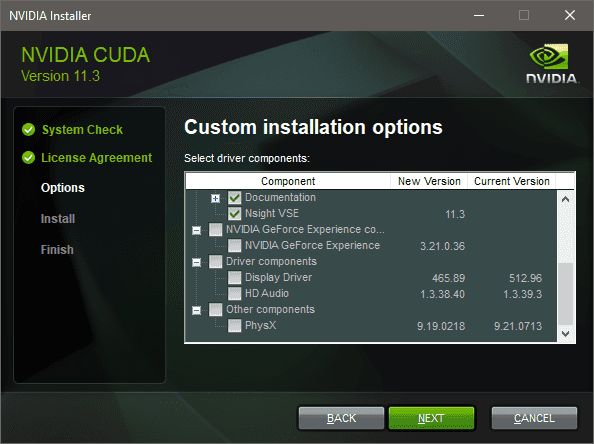 NVIDIA Installer
NVIDIA CUDA
Version 11.3
NVIDIA
System Check
License Agreement
Options
Install
Finish
Custom installation options
Select driver components:
Component New Version Current Version
Documentation
Nsight VSE 11.3
NVIDIA GeForce Experience co...
NVIDIA GeForce Experience 3.21.0.36
Driver components
Display Driver 465.89 512.96
HD Audio 1.3.38.40 1.3.39.3
Other components
PhysX 9.19.0218 9.21.0713
BACK NEXT CANCEL